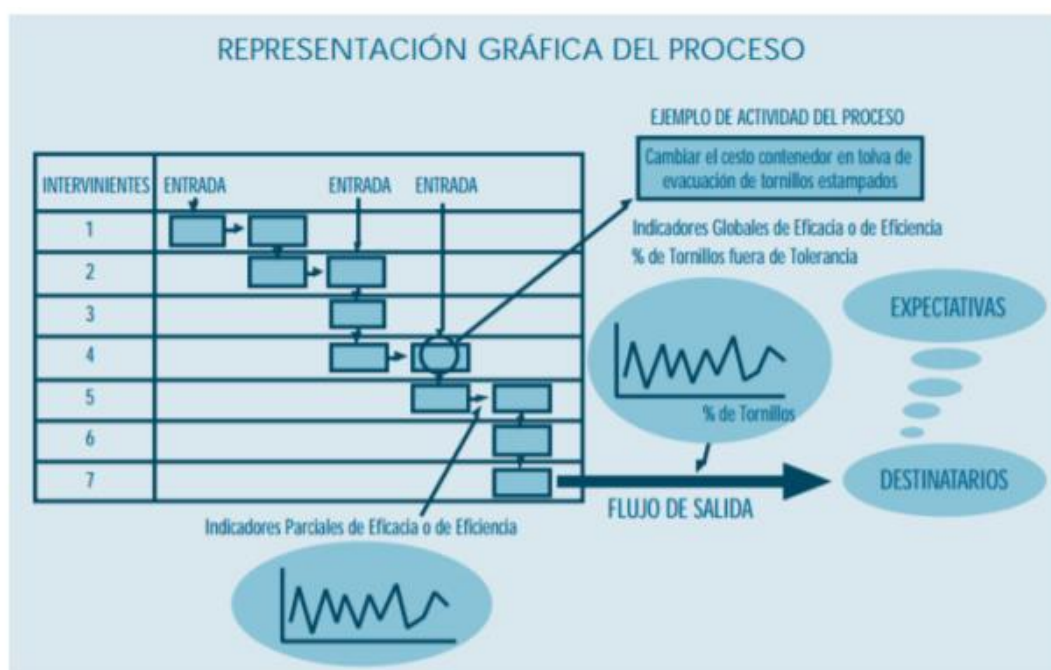 REPRESENTACIÓN GRÁFICA DEL PROCESO
EJEMPLO DE ACTIVIDAD DEL PROCESO
Cambiar el cesto contenedor en tolva de
evacuación de tornillos estampados
INTERVINIENTES ENTRADA ENTRADA ENTRADA
1
2
3
4
5
6
7
Indicadores Globales de Eficacia o de Eficiencia
% de Tornillos fuera de Tolerancia
EXPECTATIVAS
% de Tornillos
DESTINATARIOS
FLUJO DE SALIDA
Indicadores Parciales de Eficacia o de Eficiencia